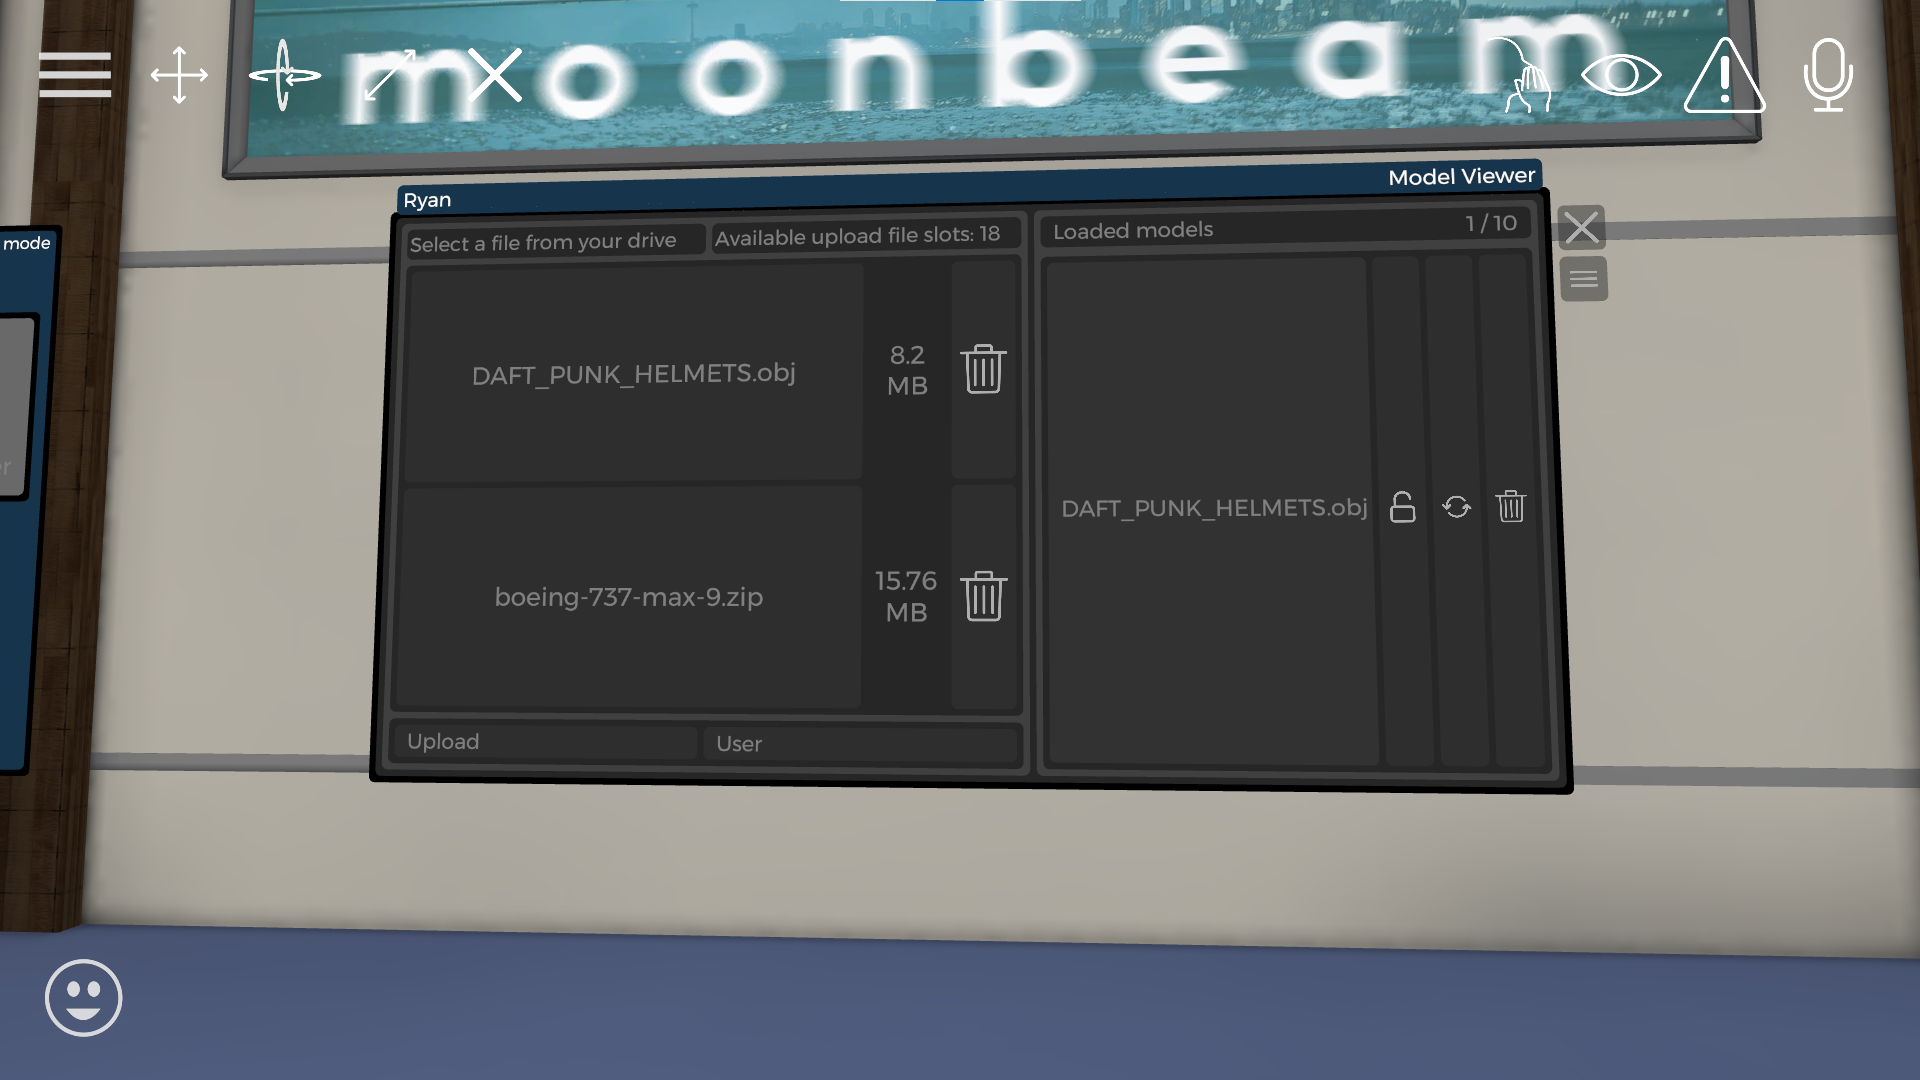 moonbeam
mode
Ryan
Model Viewer
Select a file from your drive
Available upload file slots: 18
Loaded models
1 / 10
DAFT_PUNK_HELMETS.obj
8.2
MB
boeing-737-max-9.zip
15.76
MB
DAFT_PUNK_HELMETS.obj
Upload
User